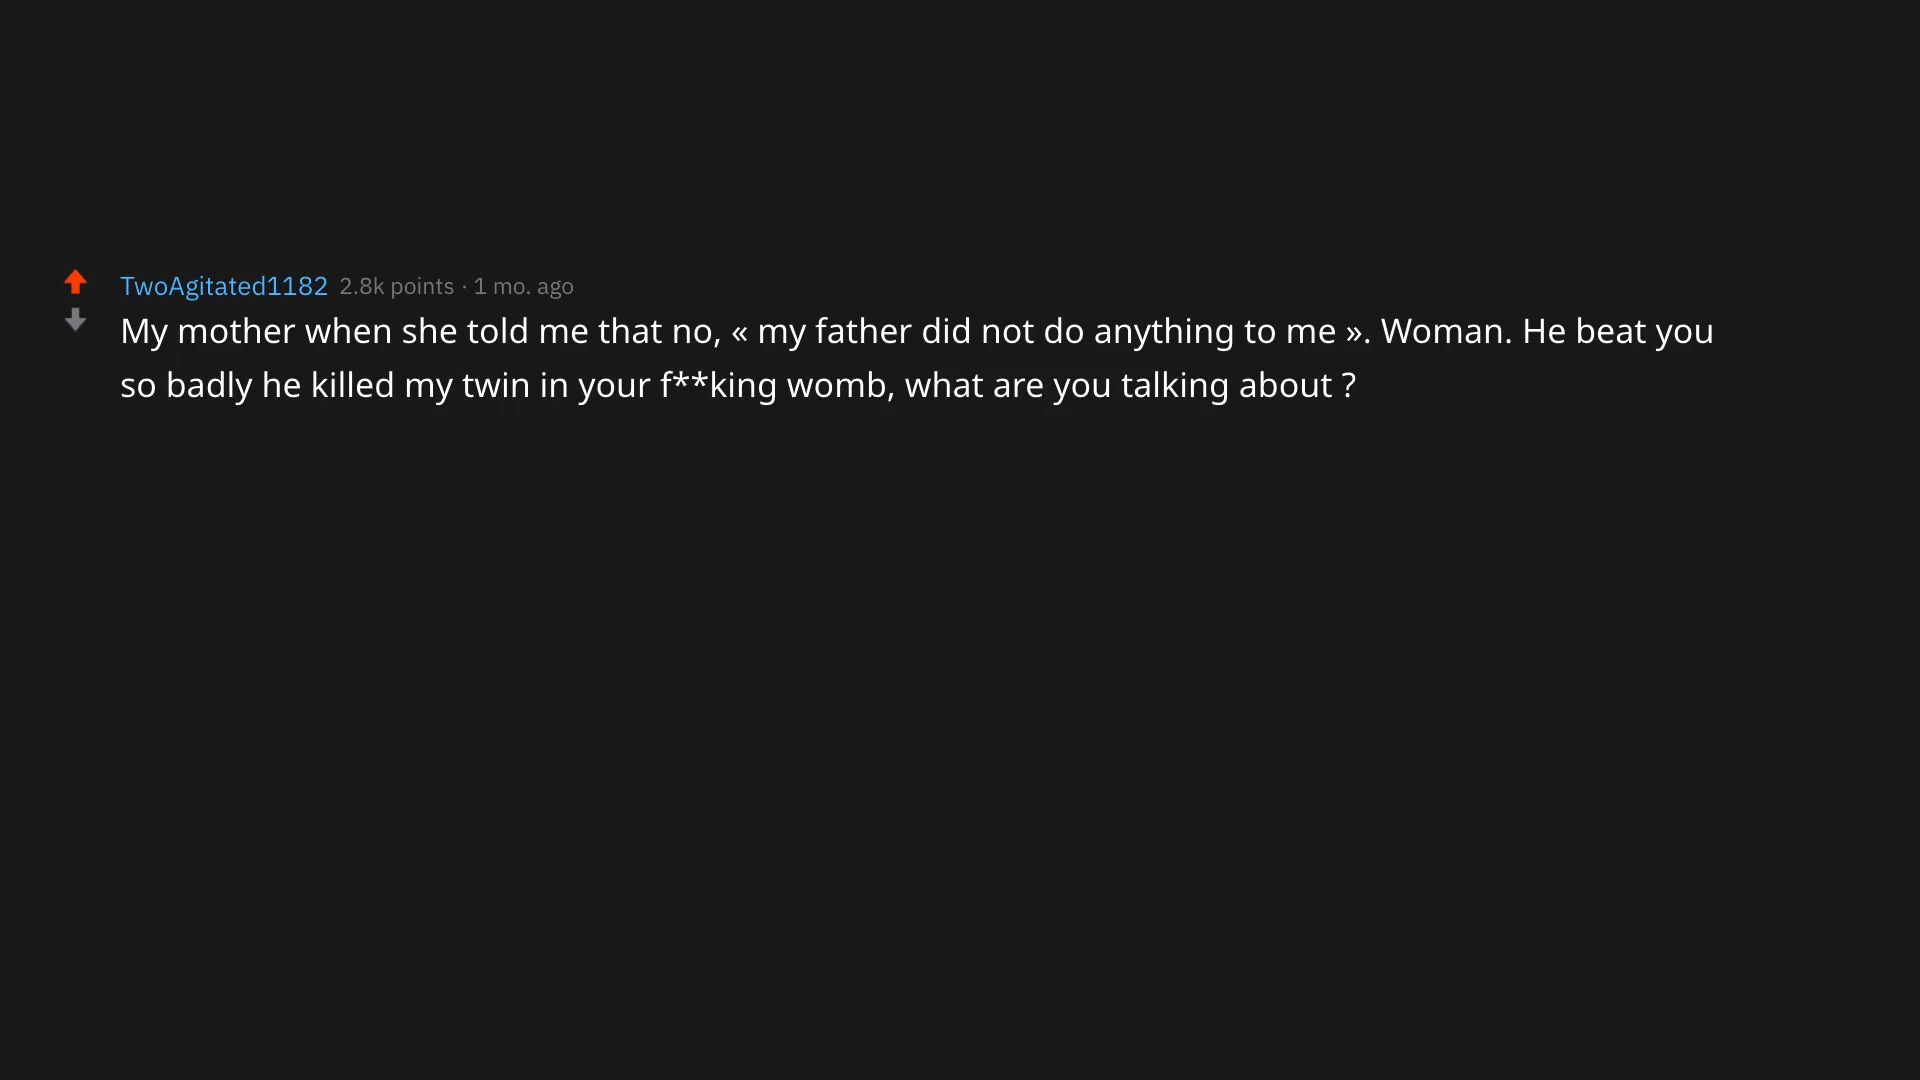 TwoAgitated1182 2.8k points · 1 mo. ago
My mother when she told me that no, « my father did not do anything to me ». Woman. He beat you
so badly he killed my twin in your f**king womb, what are you talking about ?